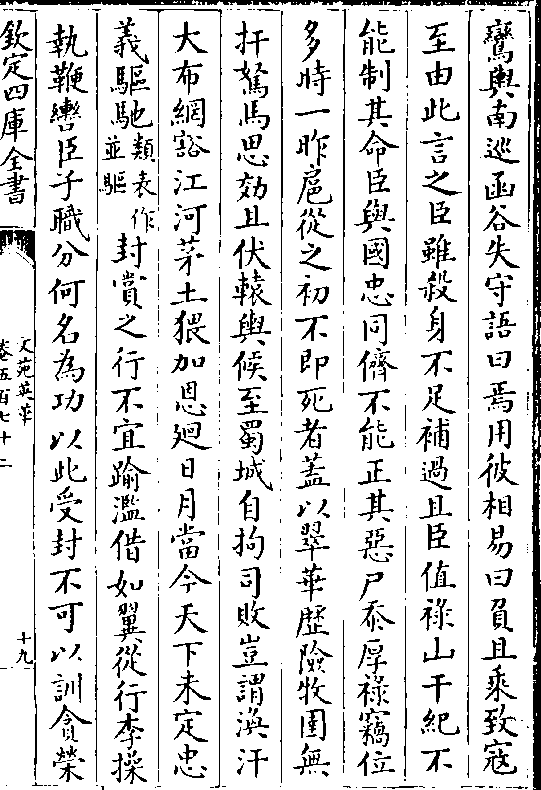 鸞輿南巡函谷失守語曰焉用彼相易曰負且乗致寇
至由此言之臣雖殺身不足補過且臣值祿山干紀不
能制其命臣與國忠同儕不能正其惡尸忝厚祿竊位
多時一昨扈從之初不即死者蓋以翠華歴險牧圉無
扞駑馬思効且伏轅輿候至蜀城自拘司敗豈謂渙汗
大布網豁江河茅土猥加恩廻日月當今天下未定忠
義驅馳類表作並驅封賞之行不宜踰濫借如翼從行李操
執鞭轡臣子職分何名為功以此受封不可以訓貪榮
欽定四庫全書
文苑英華
卷五百七十二
十九